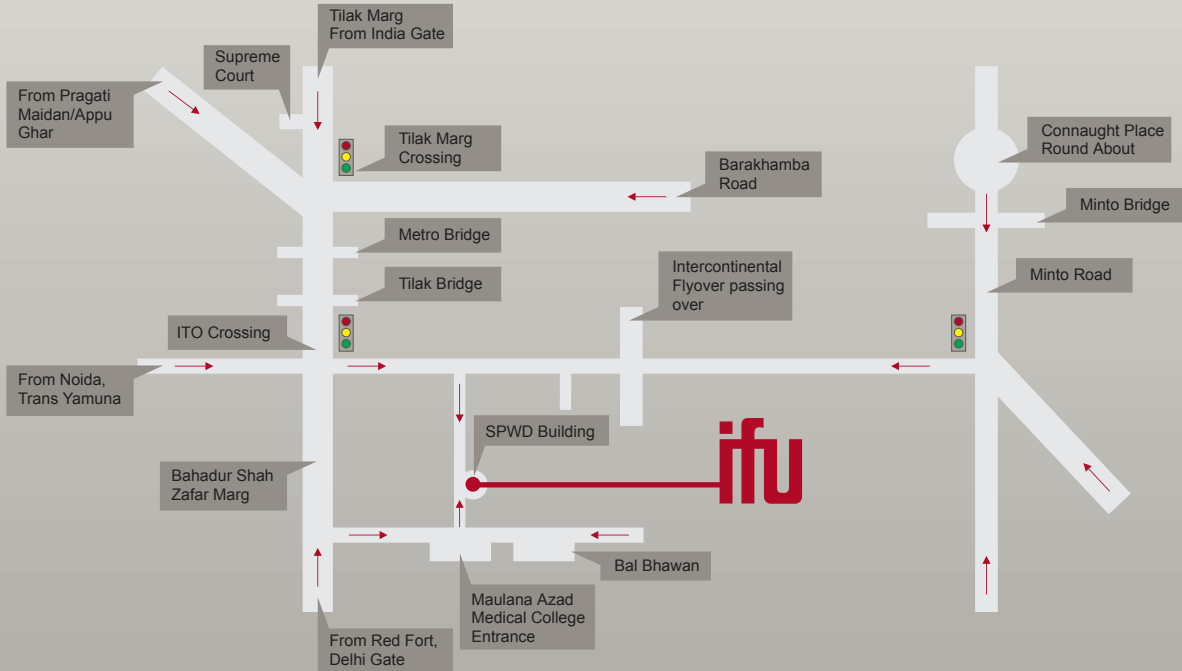 Tilak Marg
From India Gate
Supreme
Court
From Pragati
Maidan/Appu
Ghar
Tilak Marg
Crossing
Connaught Place
Round About
Barakhamba
Road
Minto Bridge
Metro Bridge
Intercontinental
Flyover passing
over
Minto Road
Tilak Bridge
ITO Crossing
From Noida,
Trans Yamuna
SPWD Building
ifu
Bahadur Shah
Zafar Marg
Bal Bhawan
Maulana Azad
Medical College
Entrance
From Red Fort,
Delhi Gate